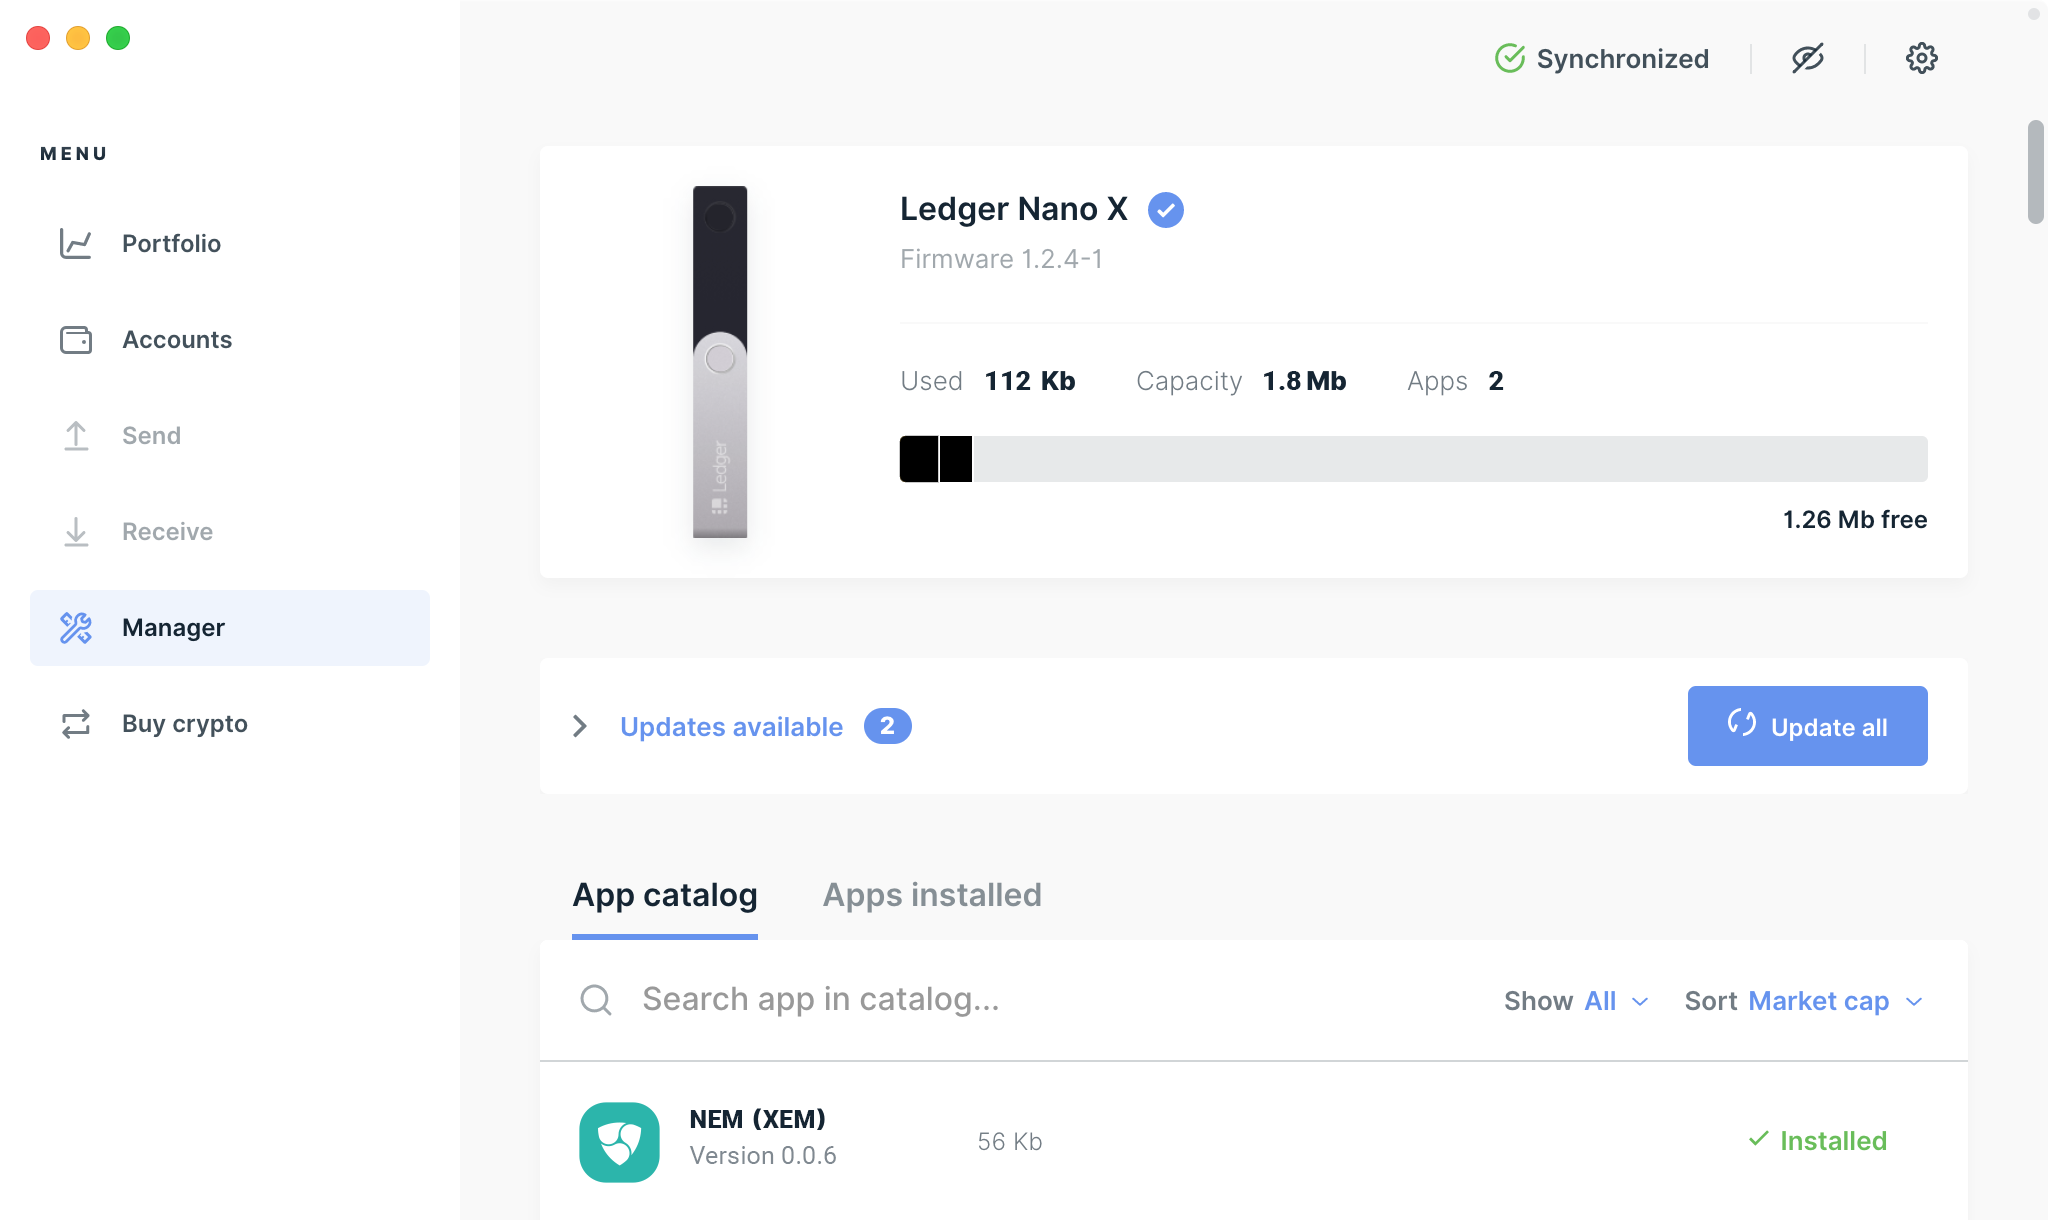 Synchronized
MENU
Portfolio
Accounts
Send
Receive
Manager
Buy crypto
Ledger
Ledger Nano X
Firmware 1.2.4-1
Used 112 Kb Capacity 1.8 Mb Apps 2
1.26 Mb free
Updates available 2
Update all
App catalog Apps installed
Search app in catalog...
Show All Sort Market cap
NEM (XEM)
Version 0.0.6
56 Kb
Installed